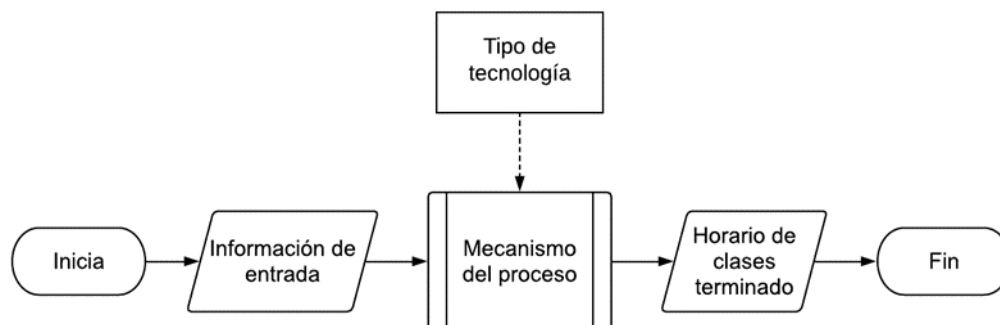 Tipo de
tecnología
Inicia
Información de
entrada
Mecanismo
del proceso
Horario de
clases
terminado
Fin